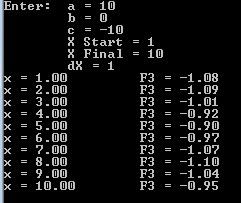 Enter: a = 10
b = 0
c = -10
X Start = 1
X Final = 10
dX = 1
x = 1.00 F3 = -1.08
x = 2.00 F3 = -1.09
x = 3.00 F3 = -1.01
x = 4.00 F3 = -0.92
x = 5.00 F3 = -0.90
x = 6.00 F3 = -0.97
x = 7.00 F3 = -1.07
x = 8.00 F3 = -1.10
x = 9.00 F3 = -1.04
x = 10.00 F3 = -0.95